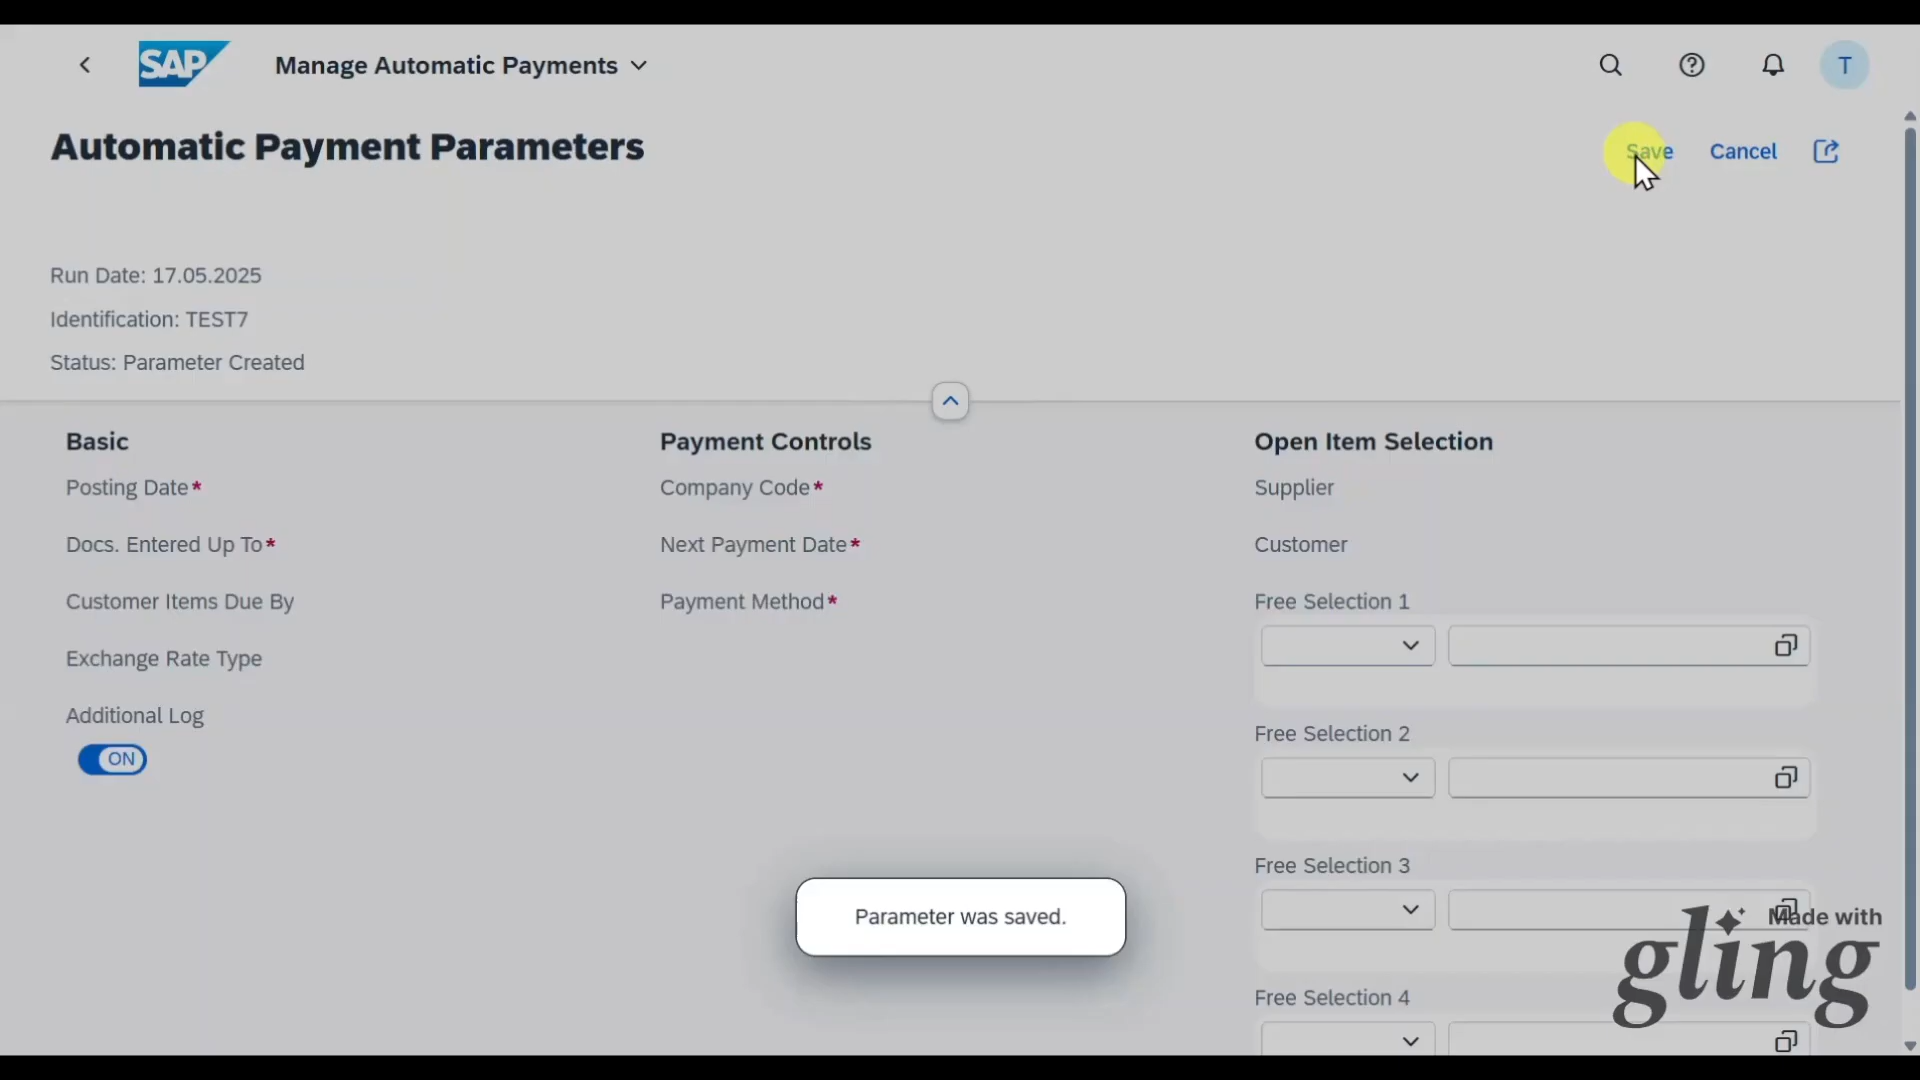 SAP
Manage Automatic Payments
T
Automatic Payment Parameters
Save
Cancel
Run Date: 17.05.2025
Identification: TEST7
Status: Parameter Created
Basic
Posting Date*
Docs. Entered Up To*
Customer Items Due By
Exchange Rate Type
Additional Log
ON
Payment Controls
Company Code*
Next Payment Date*
Payment Method*
Open Item Selection
Supplier
Customer
Free Selection 1
Free Selection 2
Free Selection 3
Free Selection 4
Parameter was saved.
Made with
gling